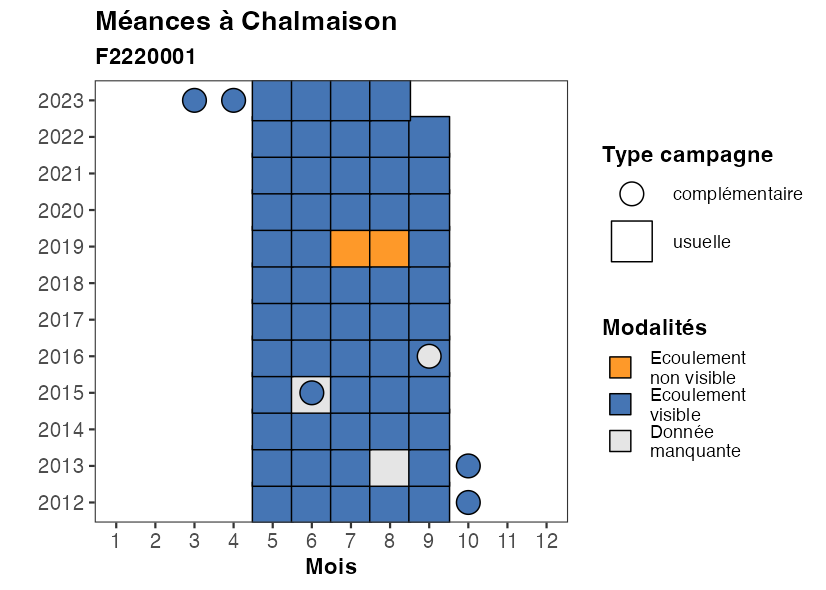 Méances à Chalmaison
F2220001
2023
2022
2021
2020
2019
2018
2017
2016
2015
2014
2013
2012
1 2 3 4 5 6 7 8 9 10 11 12
Mois
Type campagne
complémentaire
usuelle
Modalités
Ecoulement
non visible
Ecoulement
visible
Donnée
manquante